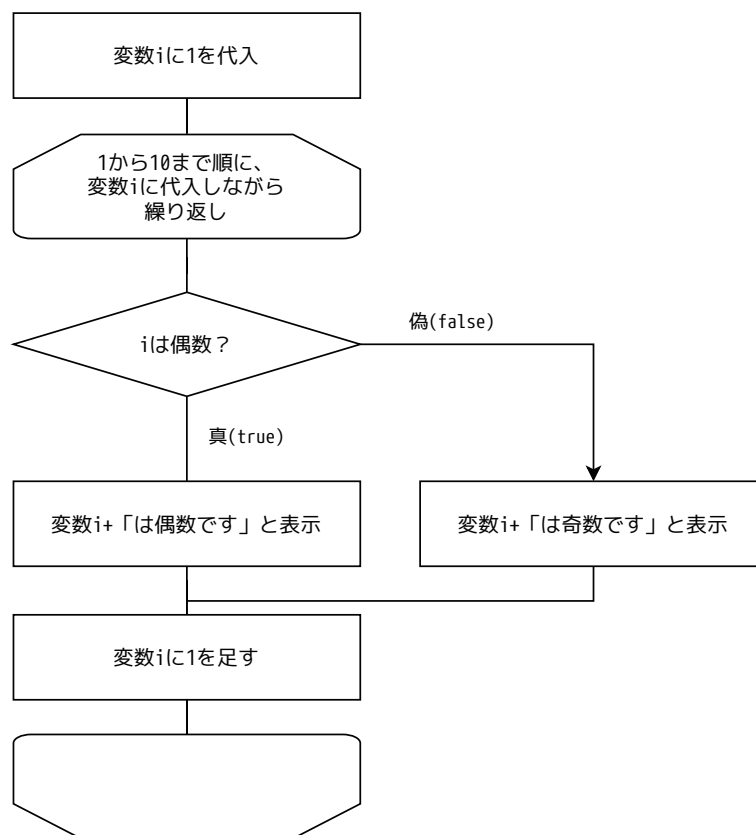 変数iに1を代入
1から10まで順に、
変数iに代入しながら
繰り返し
iは偶数？
偽(false)
真(true)
変数i+「は偶数です」と表示
変数i+「は奇数です」と表示
変数iに1を足す